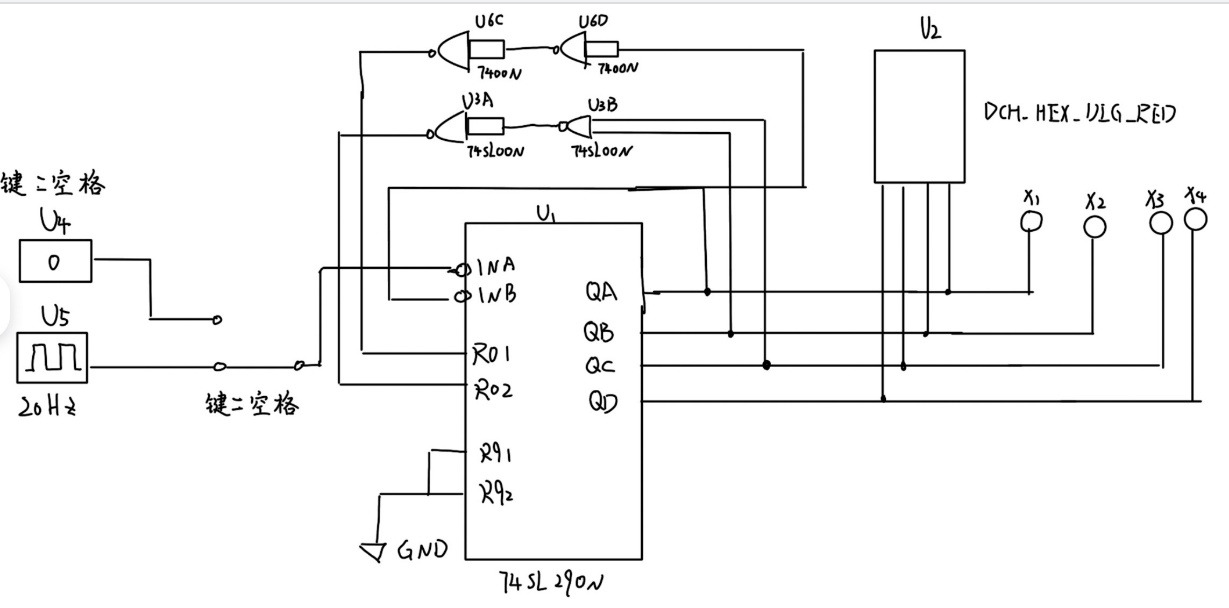 U6C
U6D
7400N
7400N
U3A
U3B
74SL00N
74SL00N
U2
DCH_HEX_DIG_RED
键=空格
U4
0
U5
20Hz
键=空格
U1
INA
INB
R01
R02
R91
R92
QA
QB
QC
QD
X1
X2
X3
X4
GND
74SL290N